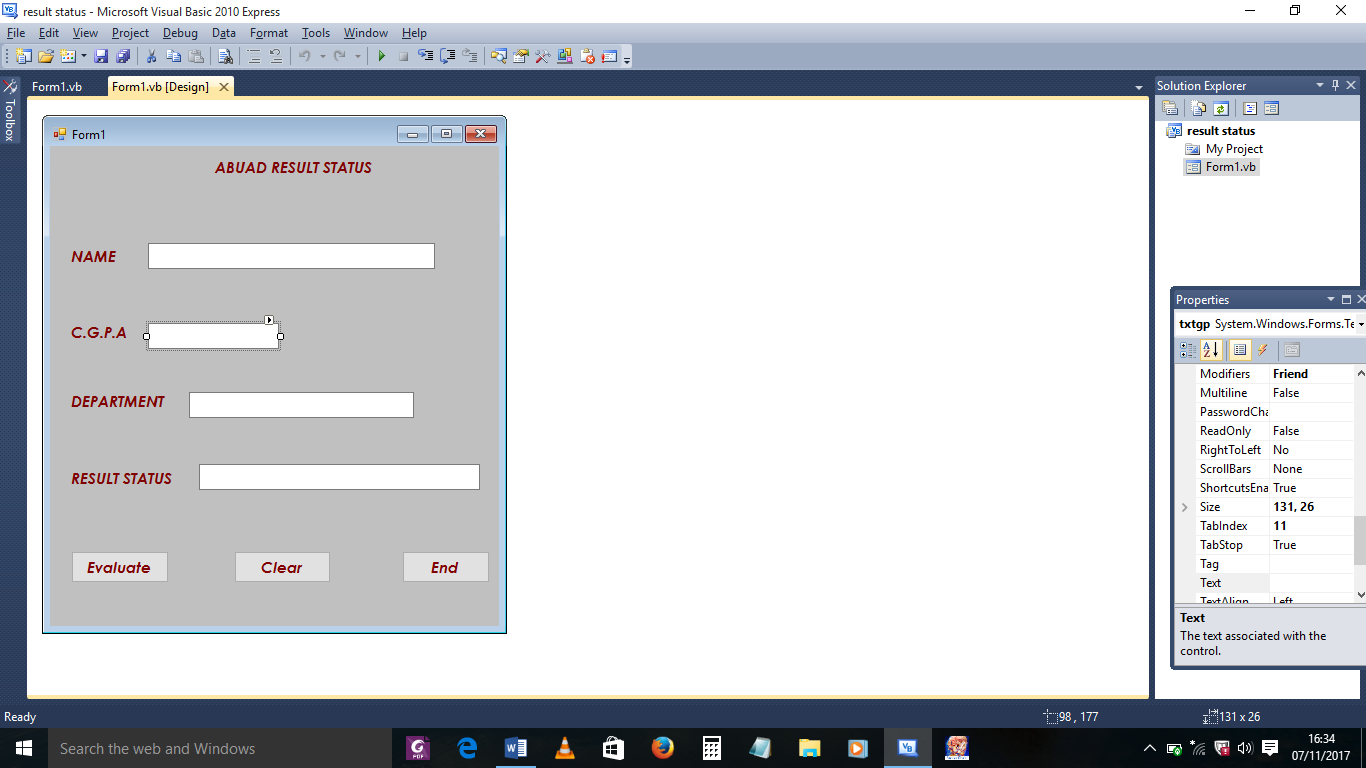 result status - Microsoft Visual Basic 2010 Express
File Edit View Project Debug Data Format Tools Window Help
Form1.vb Form1.vb [Design]
Toolbox
Form1
ABUAD RESULT STATUS
NAME
C.G.P.A
DEPARTMENT
RESULT STATUS
Evaluate Clear End
Solution Explorer
result status
My Project
Form1.vb
Properties
txtgp System.Windows.Forms.Te
Modifiers Friend
Multiline False
PasswordCha
ReadOnly False
RightToLeft No
ScrollBars None
ShortcutsEna True
Size 131, 26
TabIndex 11
TabStop True
Tag
Text
TextAlign Left
Text
The text associated with the
control.
Ready 98 , 177 131 x 26
Search the web and Windows
16:34
07/11/2017